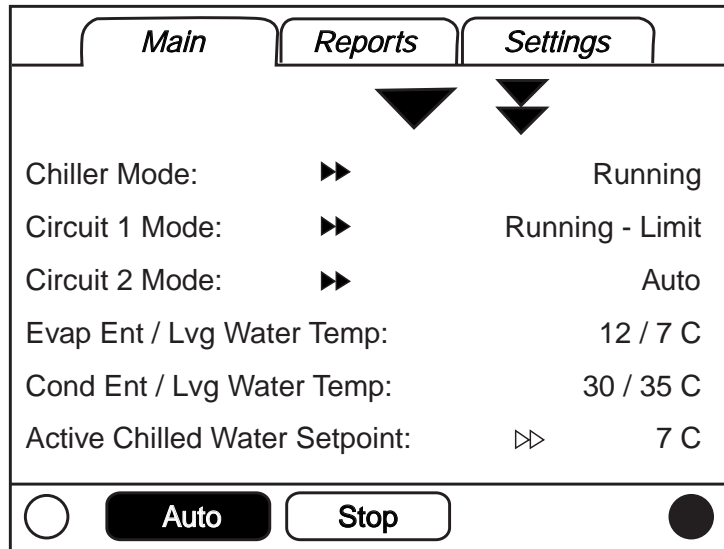 Main Reports Settings
Chiller Mode: Running
Circuit 1 Mode: Running - Limit
Circuit 2 Mode: Auto
Evap Ent / Lvg Water Temp: 12 / 7 C
Cond Ent / Lvg Water Temp: 30 / 35 C
Active Chilled Water Setpoint: 7 C
Auto Stop